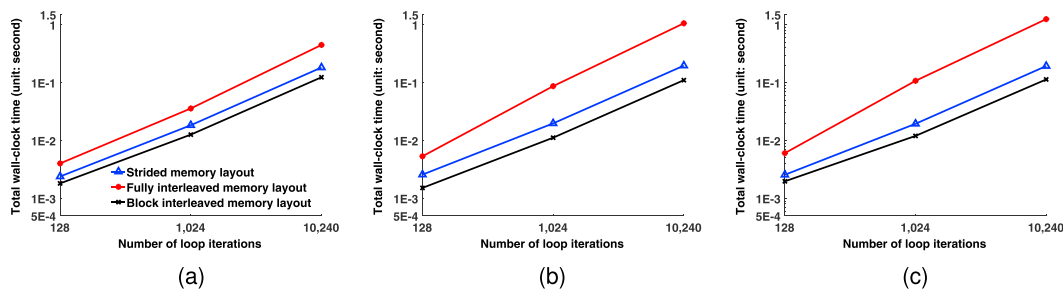 Total wall-clock time (unit: second)
1.5
1
1E-1
1E-2
1E-3
5E-4
128
1,024
10,240
Number of loop iterations
Strided memory layout
Fully interleaved memory layout
Block interleaved memory layout
(a)
Total wall-clock time (unit: second)
1.5
1
1E-1
1E-2
1E-3
5E-4
128
1,024
10,240
Number of loop iterations
(b)
Total wall-clock time (unit: second)
1.5
1
1E-1
1E-2
1E-3
5E-4
128
1,024
10,240
Number of loop iterations
(c)